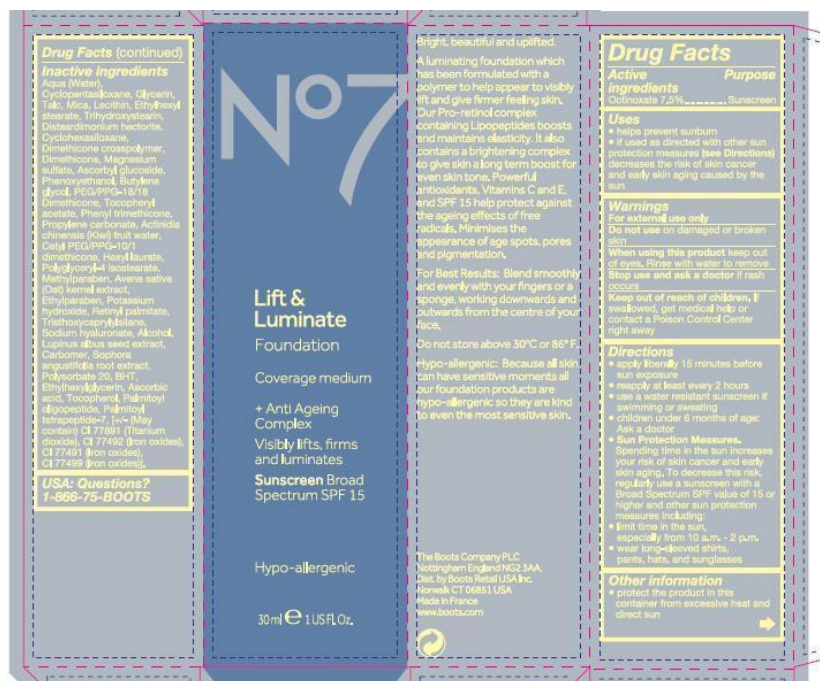 Drug Facts (continued)
Inactive ingredients
Aqua (Water),
Cyclopentasiloxane, Glycerin,
Talc, Mica, Lecithin, Ethylhexyl
stearate, Trihydroxystearin,
Disteardimonium hectorite,
Cyclohexasiloxane,
Dimethicone crosspolymer,
Dimethicone, Magnesium
sulfate, Ascorbyl glucoside,
Phenoxyethanol, Butylene
glycol, PEG/PPG-18/18
Dimethicone, Tocopheryl
acetate, Phenyl trimethicone,
Propylene carbonate, Actinidia
chinensis (Kiwi) fruit water,
Cetyl PEG/PPG-10/1
dimethicone, Hexyl laurate,
Polyglyceryl-4 isostearate,
Methylparaben, Avena sativa
(Oat) kernel extract,
Ethylparaben, Potassium
hydroxide, Retinyl palmitate,
Triethoxycaprylylsilane,
Sodium hyaluronate, Alcohol,
Lupinus albus seed extract,
Carbomer, Sophora
angustifolia root extract,
Polysorbate 20, BHT,
Ethylhexylglycerin, Ascorbic
acid, Tocopherol, Palmitoyl
oligopeptide, Palmitoyl
tetrapeptide-7, [+/- (May
contain) CI 77891 (Titanium
dioxide), CI 77492 (Iron oxides),
CI 77491 (Iron oxides),
CI 77499 (Iron oxides)].
USA: Questions?
1-866-75-BOOTS
No7
Lift &
Luminate
Foundation
Coverage medium
+ Anti Ageing
Complex
Visibly lifts, firms
and luminates
Sunscreen Broad
Spectrum SPF 15
Hypo-allergenic
30ml e 1 US Fl. Oz.
Bright, beautiful and uplifted.
A luminating foundation which
has been formulated with a
polymer to help appear to visibly
lift and give firmer feeling skin.
Our Pro-retinol complex
containing Lipopeptides boosts
and maintains elasticity. It also
contains a brightening complex
to give skin a long term boost for
even skin tone. Powerful
antioxidants, Vitamins C and E,
and SPF 15 help protect against
the ageing effects of free
radicals. Minimises the
appearance of age spots, pores
and pigmentation.
For Best Results: Blend smoothly
and evenly with your fingers or a
sponge, working downwards and
outwards from the centre of your
face.
Do not store above 30°C or 86° F.
Hypo-allergenic: Because all skin
can have sensitive moments all
our foundation products are
hypo-allergenic so they are kind
to even the most sensitive skin.
The Boots Company PLC
Nottingham England NG2 3AA,
Dist. by Boots Retail USA Inc.
Norwalk CT 06851 USA
Made in France
www.boots.com
Drug Facts
Active Purpose
ingredients
Octinoxate 7,5%.............. Sunscreen
Uses
• helps prevent sunburn
• if used as directed with other sun
protection measures (see Directions)
decreases the risk of skin cancer
and early skin aging caused by the
sun
Warnings
For external use only
Do not use on damaged or broken
skin
When using this product keep out
of eyes. Rinse with water to remove
Stop use and ask a doctor if rash
occurs
Keep out of reach of children. If
swallowed, get medical help or
contact a Poison Control Center
right away
Directions
• apply liberally 15 minutes before
sun exposure
• reapply at least every 2 hours
• use a water resistant sunscreen if
swimming or sweating
• children under 6 months of age:
Ask a doctor
• Sun Protection Measures.
Spending time in the sun increases
your risk of skin cancer and early
skin aging. To decrease this risk,
regularly use a sunscreen with a
Broad Spectrum SPF value of 15 or
higher and other sun protection
measures including:
• limit time in the sun,
especially from 10 a.m. - 2 p.m.
• wear long-sleeved shirts,
pants, hats, and sunglasses
Other information
• protect the product in this
container from excessive heat and
direct sun